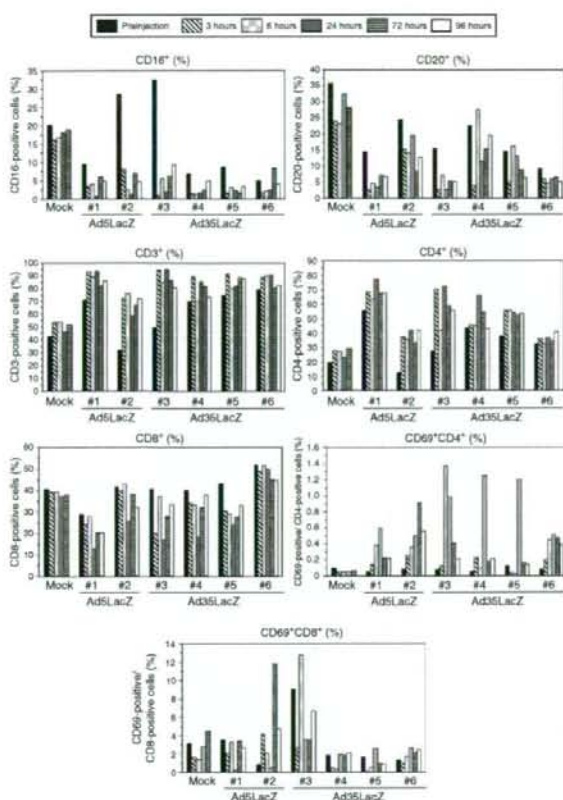 Preinjection 3 hours 6 hours 24 hours 72 hours 96 hours
CD16⁺ (%)
CD16-positive cells (%)
35
30
25
20
15
10
5
0
Mock #1 #2 #3 #4 #5 #6
Ad5LacZ Ad35LacZ
CD20⁺ (%)
CD20-positive cells (%)
40
35
30
25
20
15
10
5
0
Mock #1 #2 #3 #4 #5 #6
Ad5LacZ Ad35LacZ
CD3⁺ (%)
CD3-positive cells (%)
100
90
80
70
60
50
40
30
20
10
0
Mock #1 #2 #3 #4 #5 #6
Ad5LacZ Ad35LacZ
CD4⁺ (%)
CD4-positive cells (%)
100
90
80
70
60
50
40
30
20
10
0
Mock #1 #2 #3 #4 #5 #6
Ad5LacZ Ad35LacZ
CD8⁺ (%)
CD8-positive cells (%)
60
50
40
30
20
10
0
Mock #1 #2 #3 #4 #5 #6
Ad5LacZ Ad35LacZ
CD69⁺CD4⁺ (%)
CD69-positive/ CD4-positive cells (%)
1.6
1.4
1.2
1.0
0.8
0.6
0.4
0.2
0
Mock #1 #2 #3 #4 #5 #6
Ad5LacZ Ad35LacZ
CD69⁺CD8⁺ (%)
CD69-positive/
CD8-positive cells (%)
14
12
10
8
6
4
2
0
Mock #1 #2 #3 #4 #5 #6
Ad5LacZ Ad35LacZ